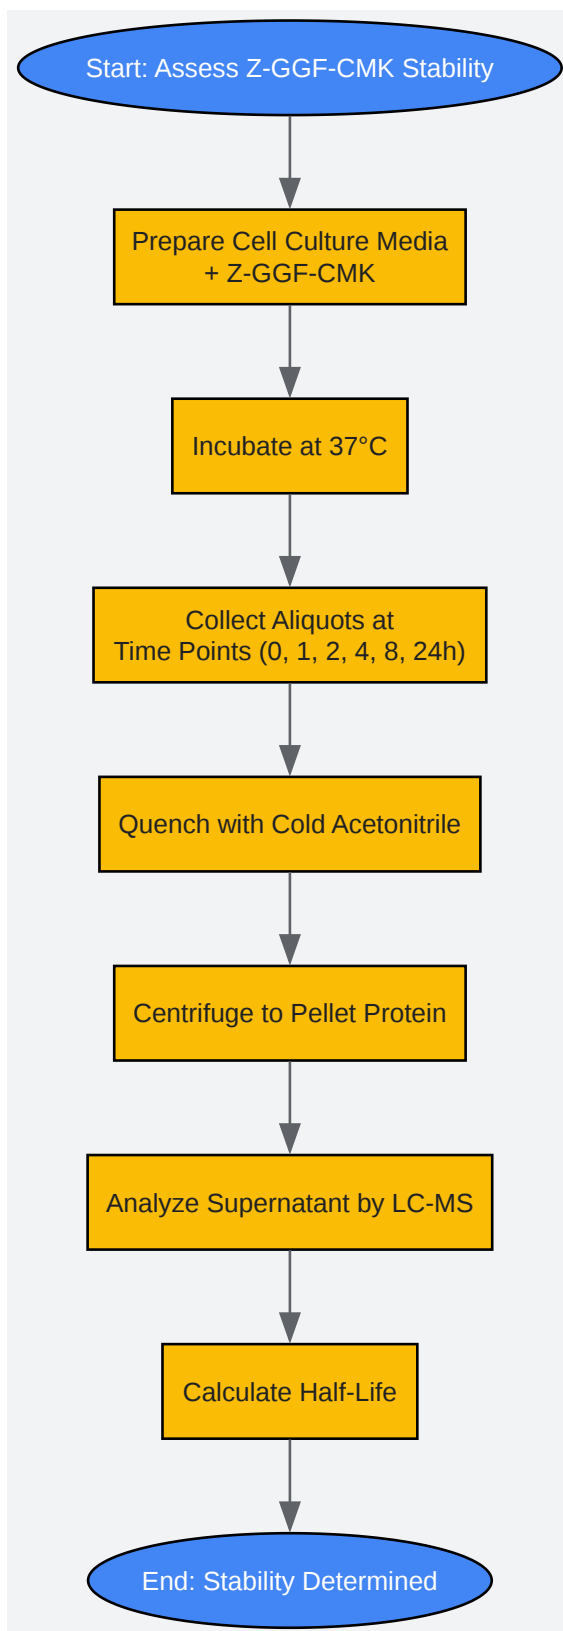 Start: Assess Z-GGF-CMK Stability
Prepare Cell Culture Media
+ Z-GGF-CMK
Incubate at 37°C
Collect Aliquots at
Time Points (0, 1, 2, 4, 8, 24h)
Quench with Cold Acetonitrile
Centrifuge to Pellet Protein
Analyze Supernatant by LC-MS
Calculate Half-Life
End: Stability Determined